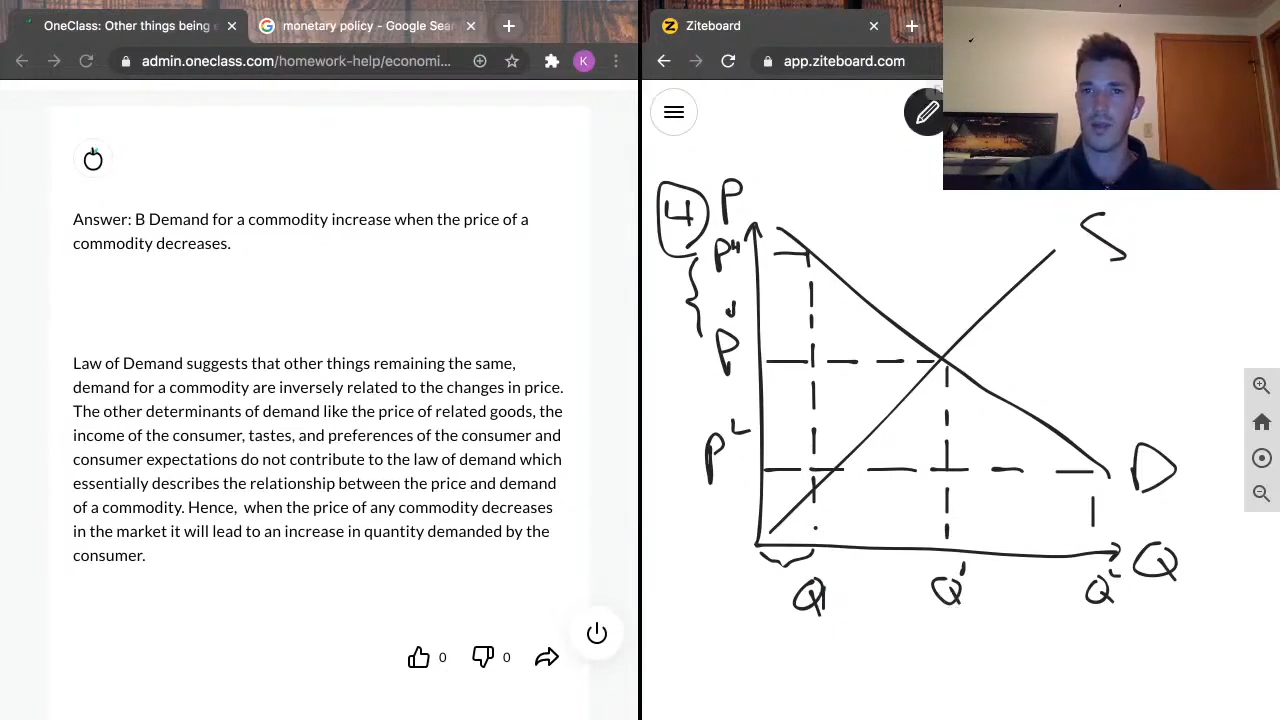 OneClass: Other things being e
monetary policy - Google Sear
Ziteboard
admin.oneclass.com/homework-help/economi...
K
app.ziteboard.com
Answer: B Demand for a commodity increase when the price of a
commodity decreases.
Law of Demand suggests that other things remaining the same,
demand for a commodity are inversely related to the changes in price.
The other determinants of demand like the price of related goods, the
income of the consumer, tastes, and preferences of the consumer and
consumer expectations do not contribute to the law of demand which
essentially describes the relationship between the price and demand
of a commodity. Hence, when the price of any commodity decreases
in the market it will lead to an increase in quantity demanded by the
consumer.
0
0
4
P
S
P
D
Q
Q
Q'